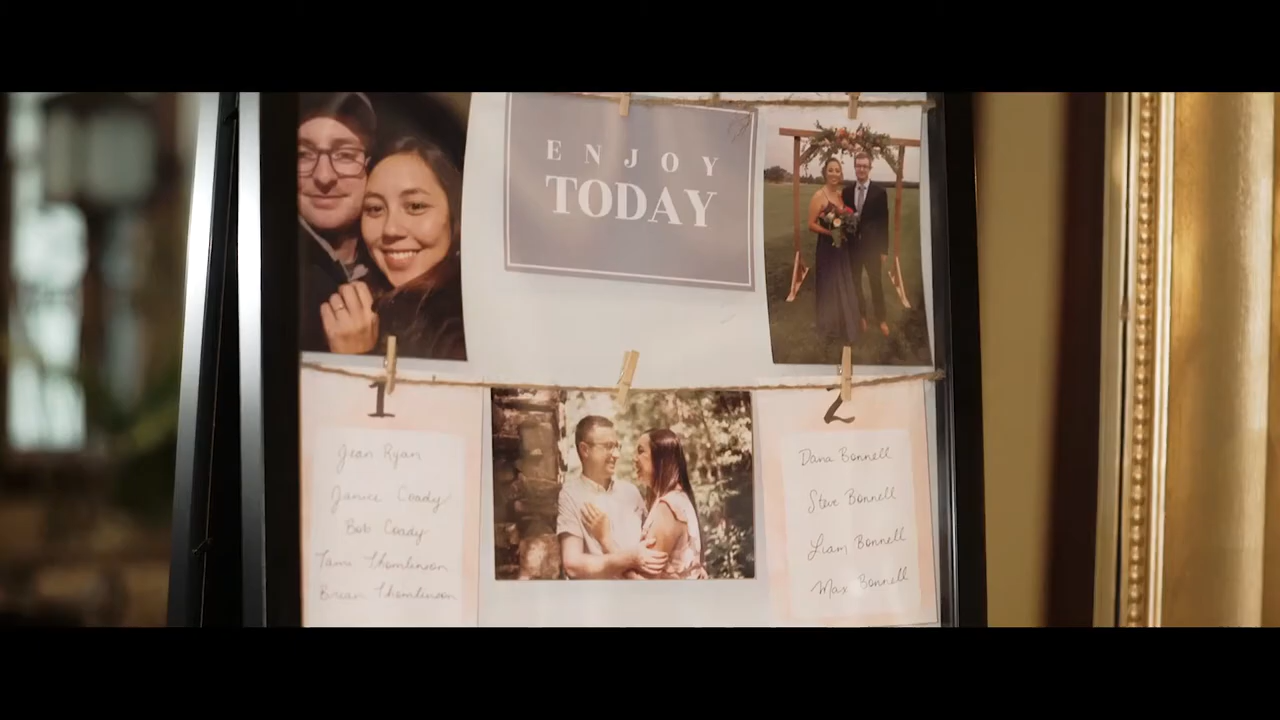 ENJOY
TODAY
1
Jean Ryan
Janice Coady
Bob Coady
Tami Thomlinson
Brian Thomlinson
2
Dana Bonnell
Steve Bonnell
Liam Bonnell
Max Bonnell